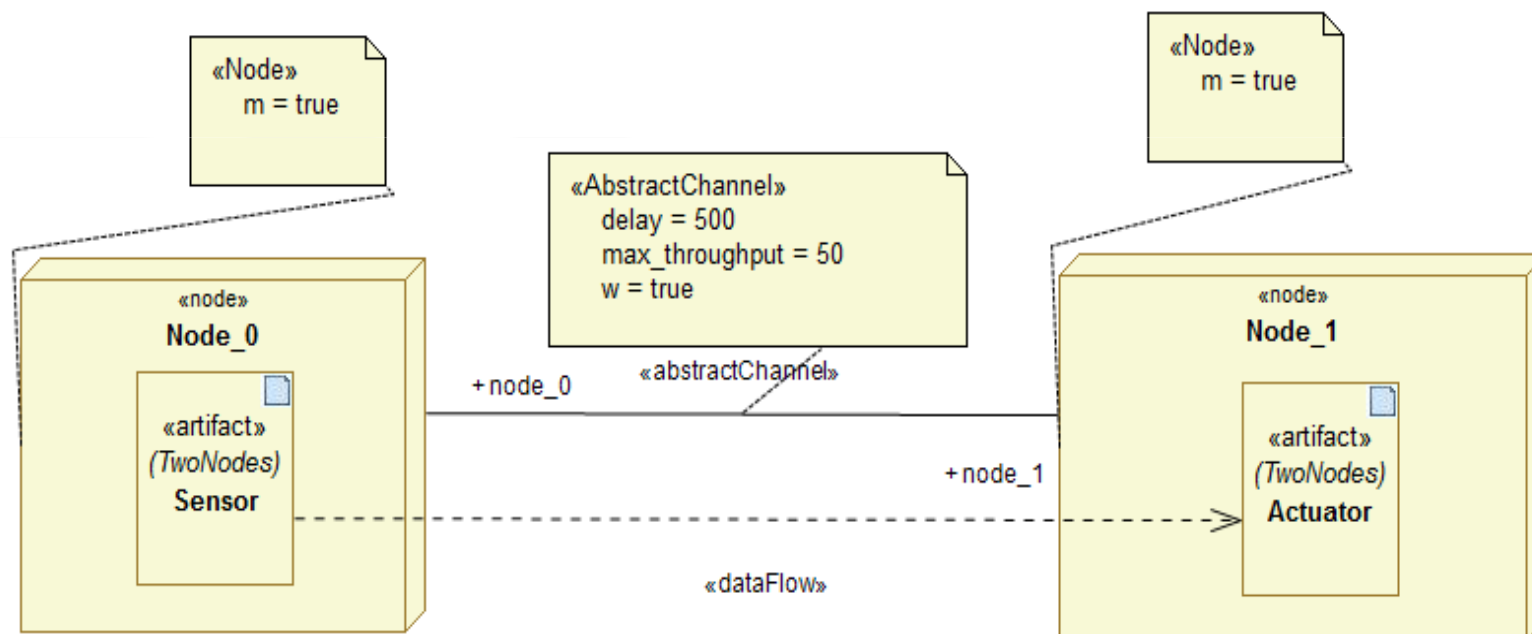 «Node»
m = true
«Node»
m = true
«AbstractChannel»
delay = 500
max_throughput = 50
w = true
«node»
Node_0
«node»
Node_1
+node_0
«abstractChannel»
«artifact»
(TwoNodes)
Sensor
+node_1
«artifact»
(TwoNodes)
Actuator
«dataFlow»